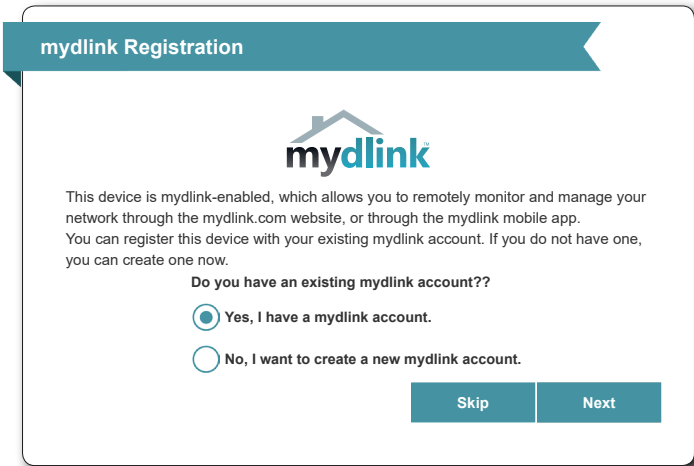 mydlink Registration
mydlink™
This device is mydlink-enabled, which allows you to remotely monitor and manage your
network through the mydlink.com website, or through the mydlink mobile app.
You can register this device with your existing mydlink account. If you do not have one,
you can create one now.
Do you have an existing mydlink account??
Yes, I have a mydlink account.
No, I want to create a new mydlink account.
Skip Next